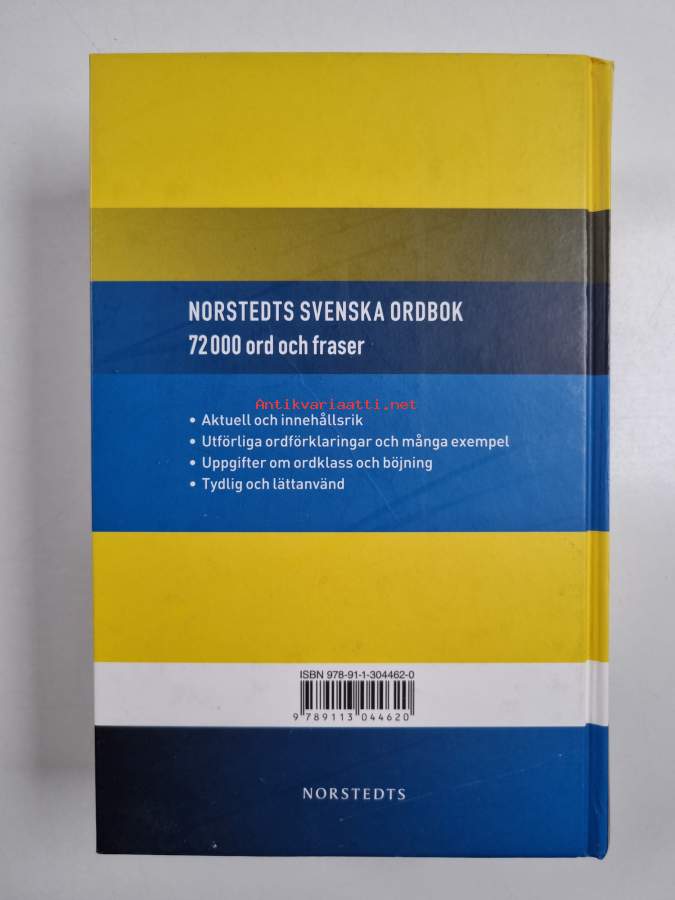 NORSTEDTS SVENSKA ORDBOK
72 000 ord och fraser
Antikvariaatti.net
• Aktuell och innehållsrik
• Utförliga ordförklaringar och många exempel
• Uppgifter om ordklass och böjning
• Tydlig och lättanvänd
ISBN 978-91-1-304462-0
9 789113 044620
NORSTEDTS